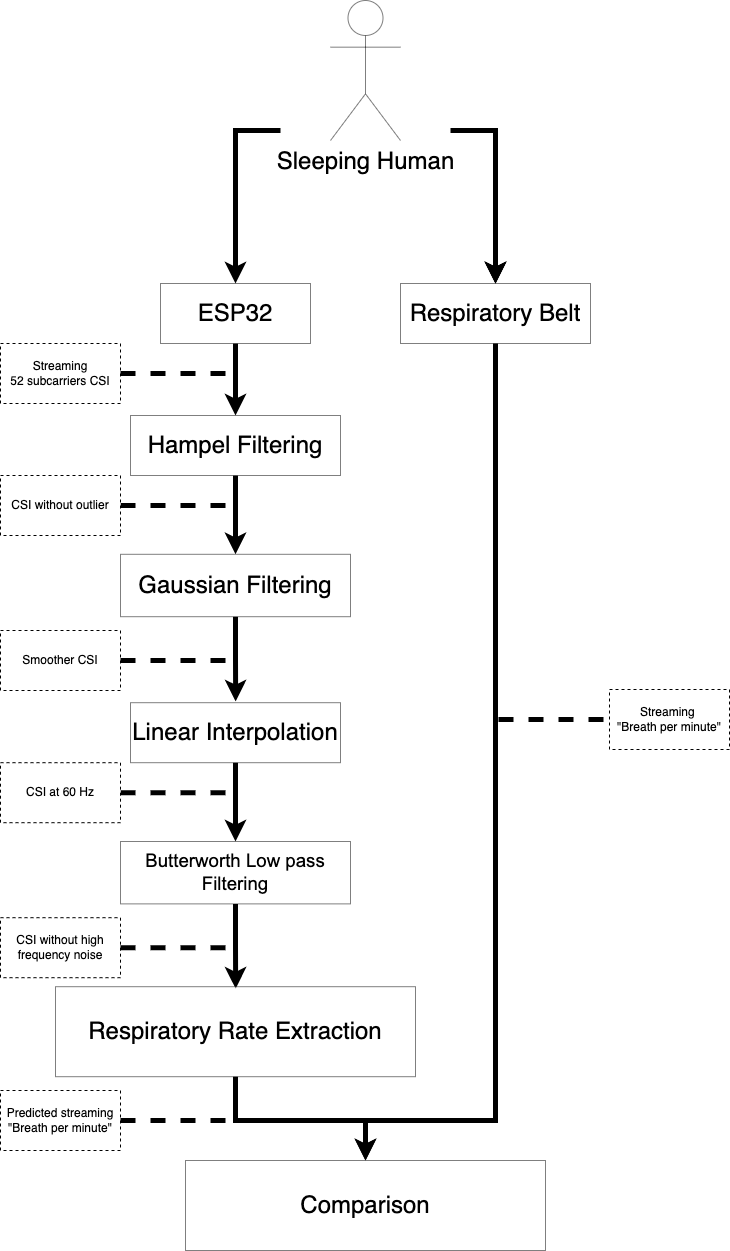 Sleeping Human
ESP32
Respiratory Belt
Streaming
52 subcarriers CSI
Hampel Filtering
CSI without outlier
Gaussian Filtering
Smoother CSI
Linear Interpolation
Streaming
"Breath per minute"
CSI at 60 Hz
Butterworth Low pass
Filtering
CSI without high
frequency noise
Respiratory Rate Extraction
Predicted streaming
"Breath per minute"
Comparison